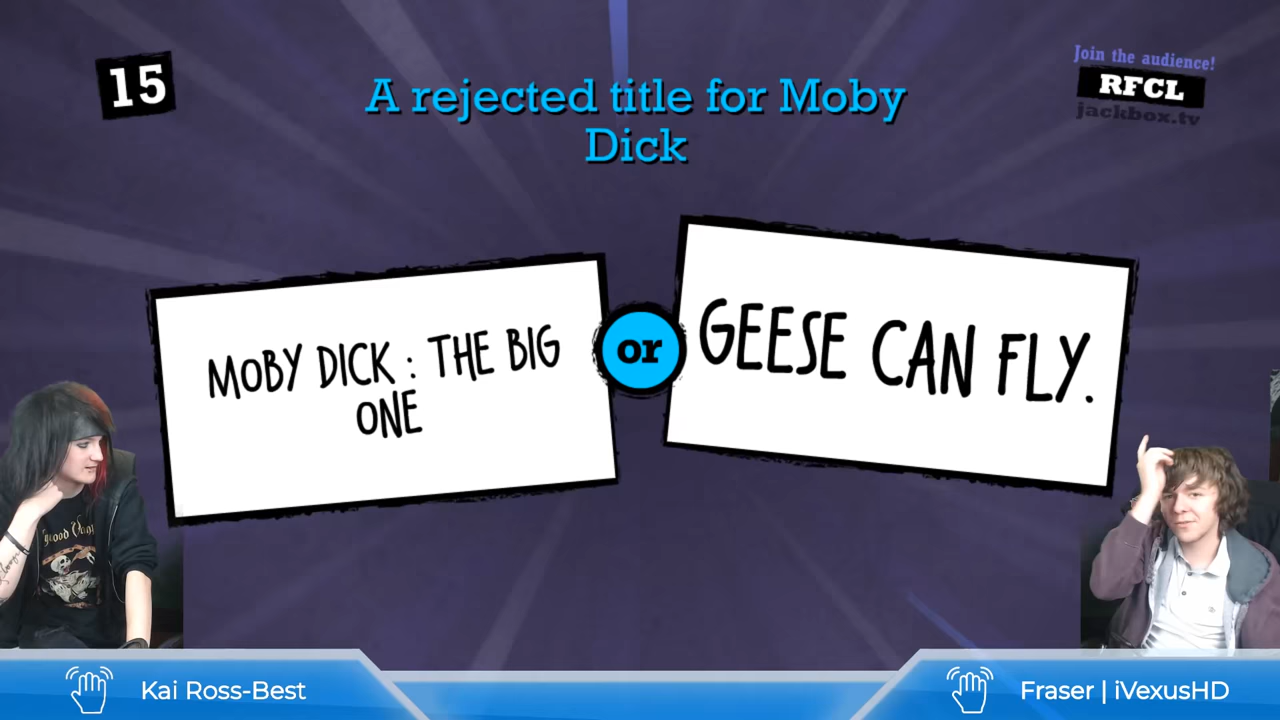 15
A rejected title for Moby
Dick
Join the audience!
RFCL
jackbox.tv
MOBY DICK : THE BIG
ONE
or
GEESE CAN FLY.
Kai Ross-Best
Fraser | iVexusHD